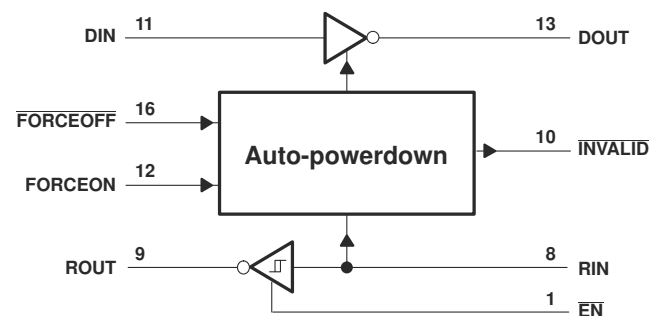 DIN 11 13 DOUT
FORCEOFF 16
Auto-powerdown 10 INVALID
FORCEON 12
ROUT 9 8 RIN
1 EN